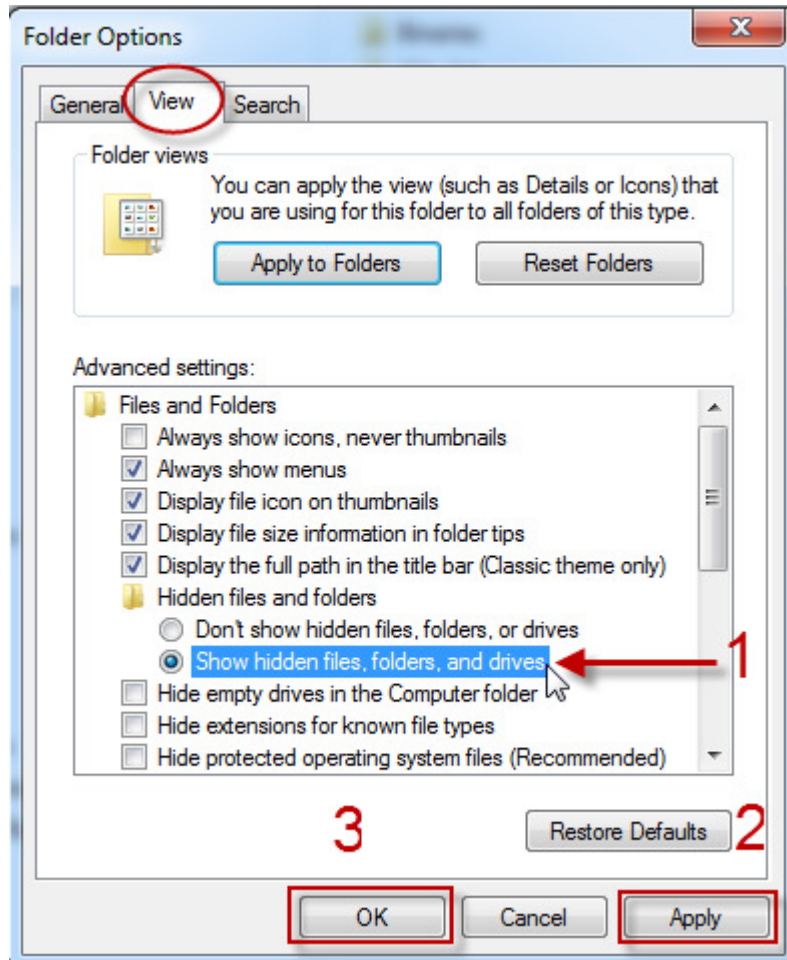 Folder Options
General View Search
Folder views
You can apply the view (such as Details or Icons) that
you are using for this folder to all folders of this type.
Apply to Folders Reset Folders
Advanced settings:
Files and Folders
Always show icons, never thumbnails
Always show menus
Display file icon on thumbnails
Display file size information in folder tips
Display the full path in the title bar (Classic theme only)
Hidden files and folders
Don't show hidden files, folders, or drives
Show hidden files, folders, and drives 1
Hide empty drives in the Computer folder
Hide extensions for known file types
Hide protected operating system files (Recommended)
3 Restore Defaults 2
OK Cancel Apply